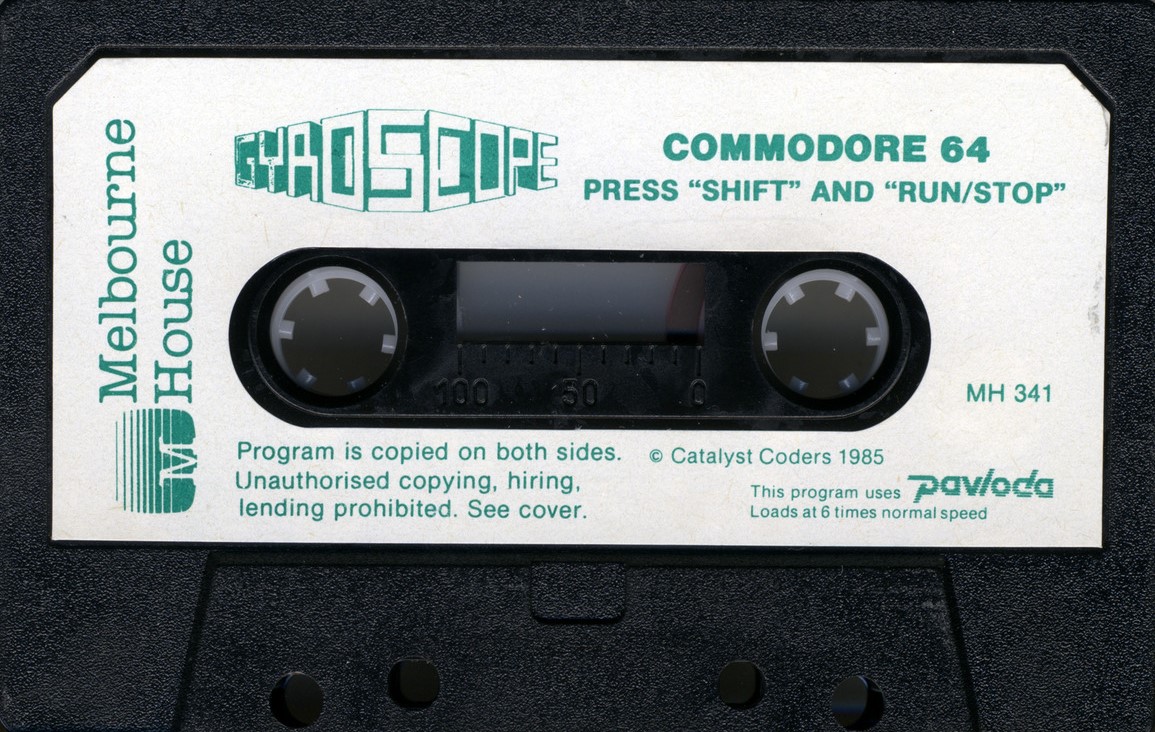 Melbourne
House
M
GYROSCOPE
COMMODORE 64
PRESS “SHIFT” AND “RUN/STOP”
100 50 0
MH 341
Program is copied on both sides.
Unauthorised copying, hiring,
lending prohibited. See cover.
© Catalyst Coders 1985
This program uses pavloda
Loads at 6 times normal speed